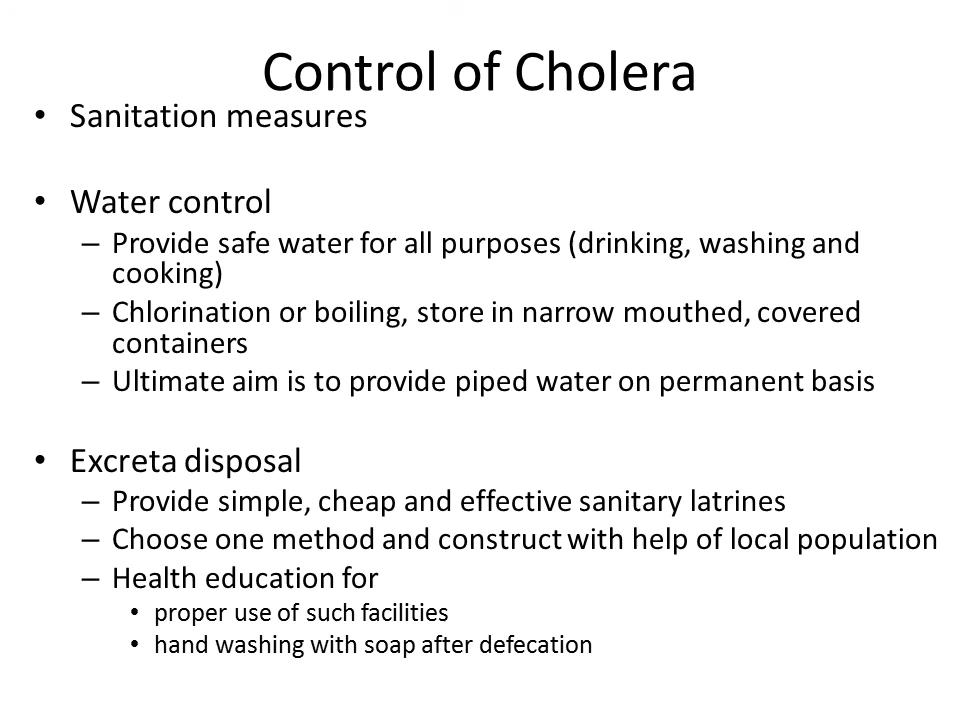 Control of Cholera
• Sanitation measures
• Water control
– Provide safe water for all purposes (drinking, washing and
cooking)
– Chlorination or boiling, store in narrow mouthed, covered
containers
– Ultimate aim is to provide piped water on permanent basis
• Excreta disposal
– Provide simple, cheap and effective sanitary latrines
– Choose one method and construct with help of local population
– Health education for
• proper use of such facilities
• hand washing with soap after defecation